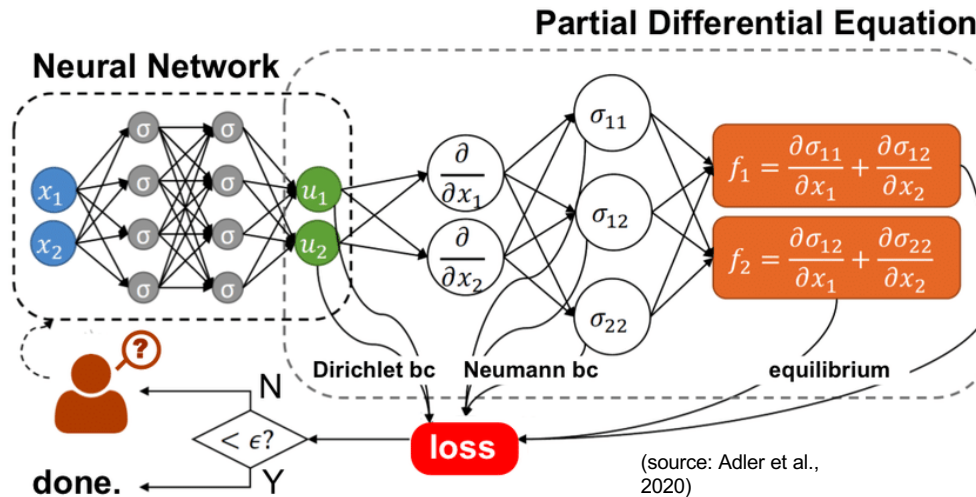 Partial Differential Equation
Neural Network
x₁
x₂
σ
σ
σ
σ
σ
σ
σ
σ
u₁
u₂
∂/∂x₁
∂/∂x₂
σ₁₁
σ₁₂
σ₂₂
f₁ = ∂σ₁₁/∂x₁ + ∂σ₁₂/∂x₂
f₂ = ∂σ₁₂/∂x₁ + ∂σ₂₂/∂x₂
?
Dirichlet bc
Neumann bc
equilibrium
N
< ϵ?
loss
Y
done.
(source: Adler et al.,
2020)